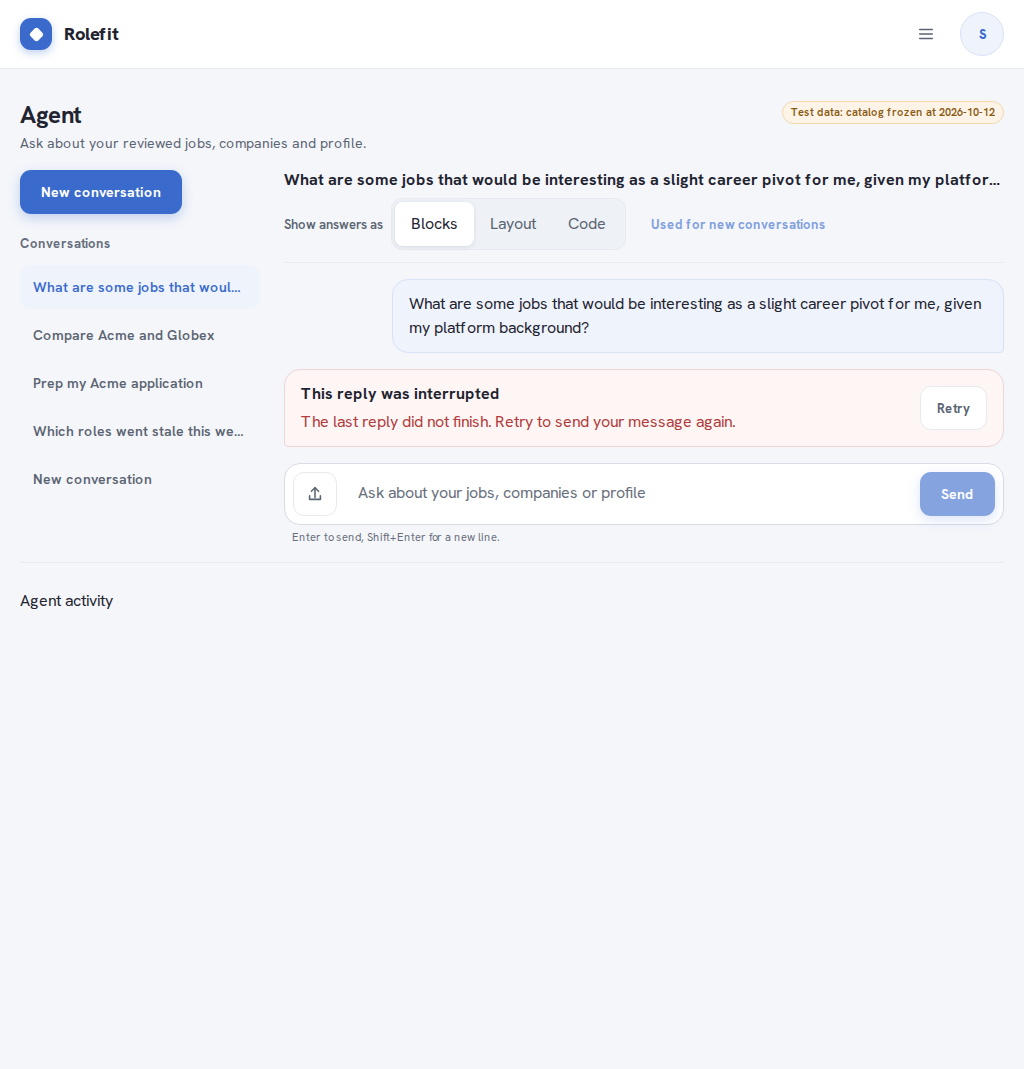 Rolefit
S
Agent
Test data: catalog frozen at 2026-10-12
Ask about your reviewed jobs, companies and profile.
New conversation
Conversations
What are some jobs that woul…
Compare Acme and Globex
Prep my Acme application
Which roles went stale this we…
New conversation
What are some jobs that would be interesting as a slight career pivot for me, given my platfor…
Show answers as
Blocks
Layout
Code
Used for new conversations
What are some jobs that would be interesting as a slight career pivot for me, given
my platform background?
This reply was interrupted
The last reply did not finish. Retry to send your message again.
Retry
Ask about your jobs, companies or profile
Send
Enter to send, Shift+Enter for a new line.
Agent activity